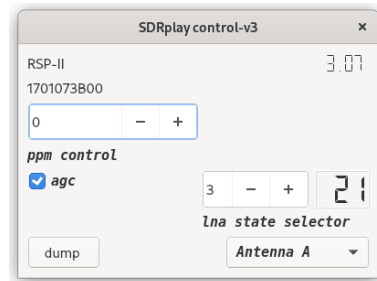 SDRplay control-v3 ×
RSP-II 3.07
1701073B00
0 − +
ppm control
agc
3 − + 21
lna state selector
dump Antenna A